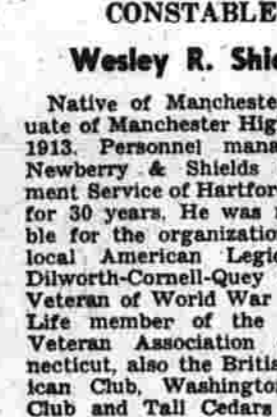 CONSTABLE
Wesley R. Shie
Native of Mancheste
uate of Manchester Hig
1913. Personnel mana
Newberry & Shields
ment Service of Hartfor
for 30 years. He was
ble for the organizatio
local American Legio
Dilworth-Cornell-Quey
Veteran of World War
Life member of the
Veteran Association
necticut, also the Britis
ican Club, Washington
Club and Tall Cedars